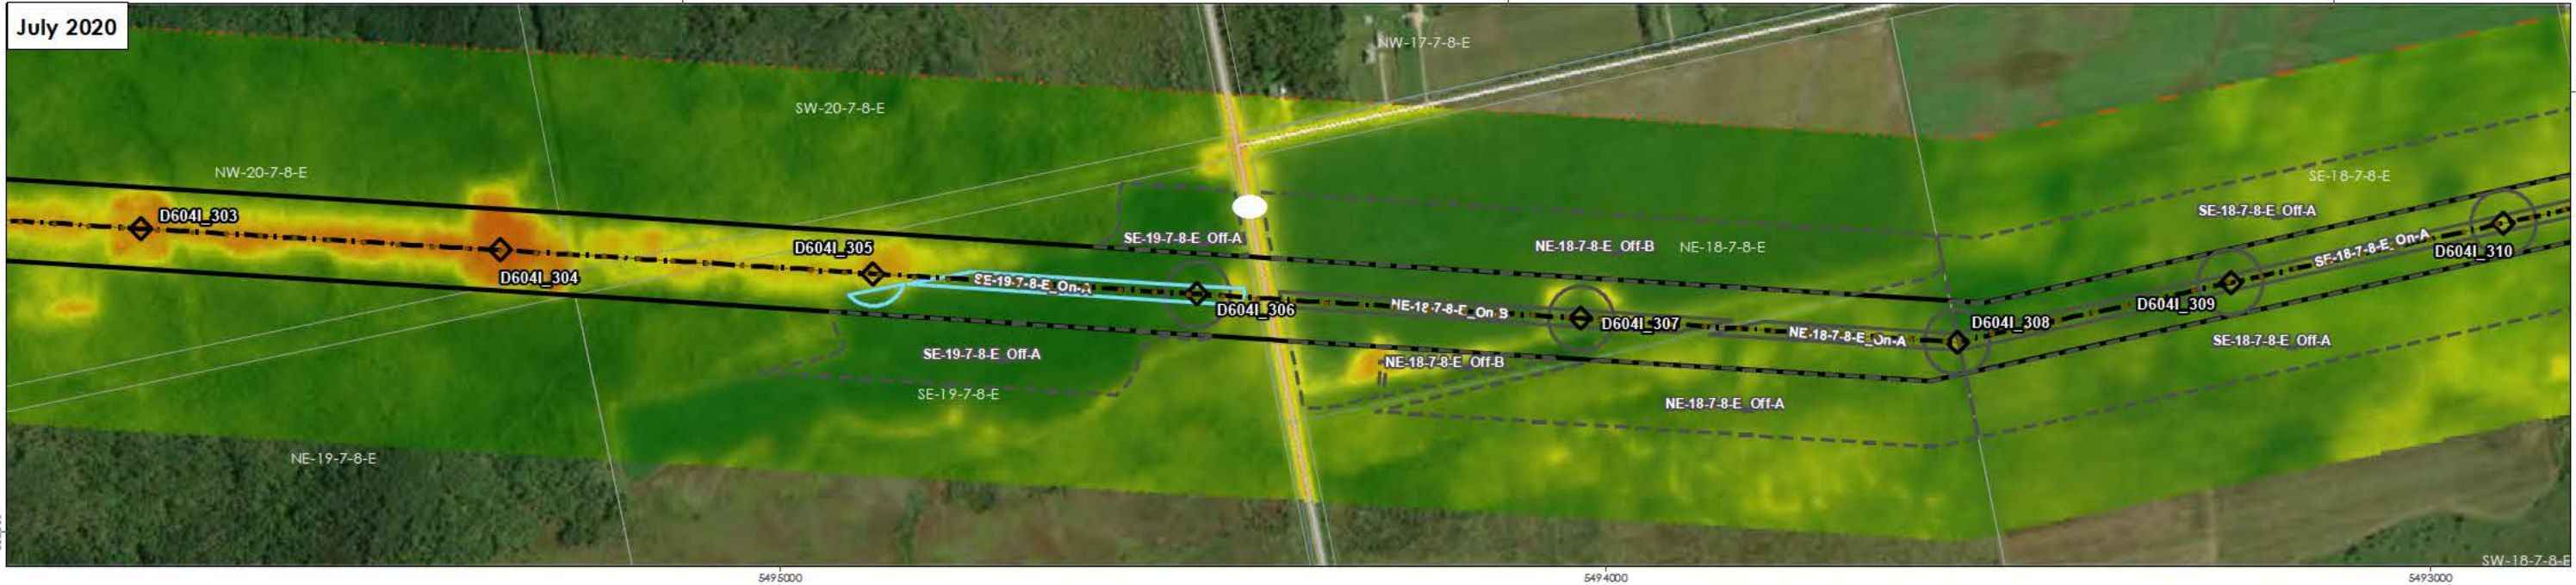 July 2020
NW-17-7-8-E
SW-20-7-8-E
NW-20-7-8-E
SE-18-7-8-E
D604I_303
SE-18-7-8-E_Off-A
SE-19-7-8-E_Off-A
NE-18-7-8-E_Off-B
NE-18-7-8-E
D604I_305
SE-18-7-8-E_On-A
D604I_310
D604I_304
SE-19-7-8-E_On-A
D604I_309
D604I_306
NE-18-7-8-E_On-B
D604I_307
D604I_308
NE-18-7-8-E_On-A
SE-18-7-8-E_Off-A
SE-19-7-8-E_Off-A
NE-18-7-8-E_Off-B
SE-19-7-8-E
NE-18-7-8-E_Off-A
NE-19-7-8-E
SW-18-7-8-E
5495000
5494000
5493000